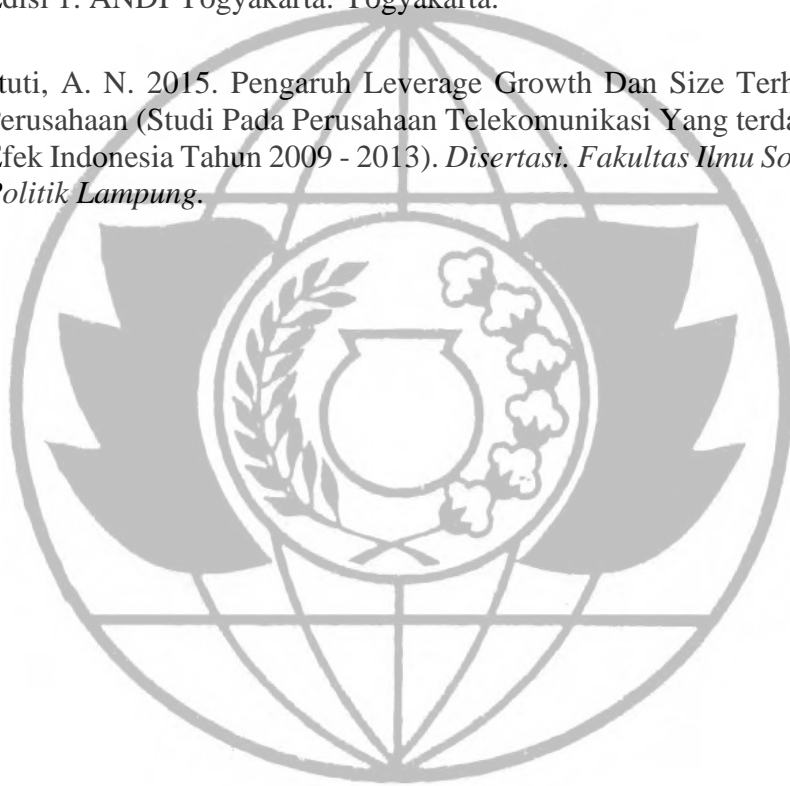 Edisi 1. ANDI Yogyakarta. Yogyakarta.
tuti, A. N. 2015. Pengaruh Leverage Growth Dan Size Terh
Perusahaan (Studi Pada Perusahaan Telekomunikasi Yang terda
Efek Indonesia Tahun 2009 - 2013). Disertasi. Fakultas Ilmu So
Politik Lampung.